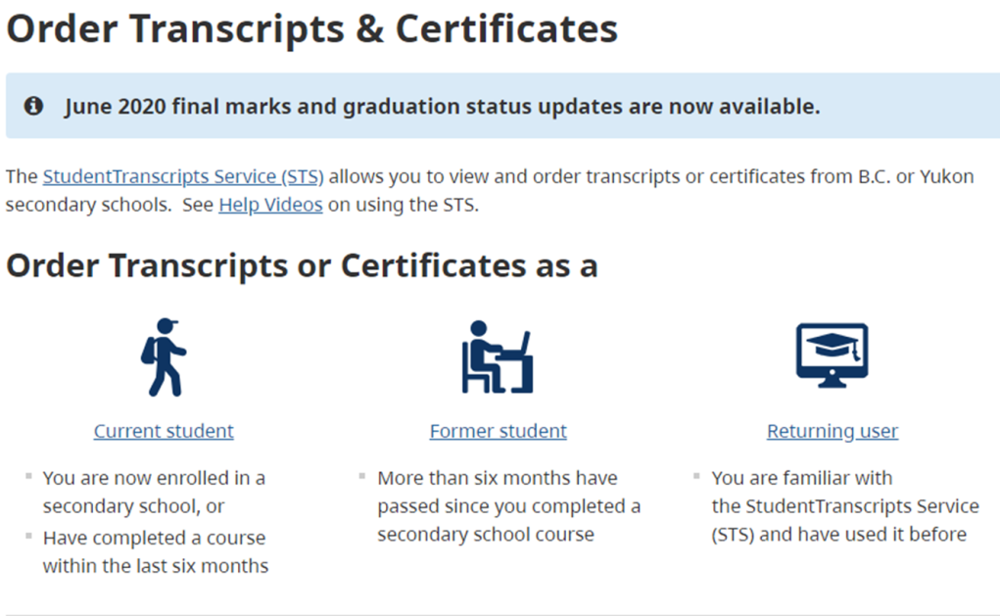 Order Transcripts & Certificates
June 2020 final marks and graduation status updates are now available.
The StudentTranscripts Service (STS) allows you to view and order transcripts or certificates from B.C. or Yukon
secondary schools.  See Help Videos on using the STS.
Order Transcripts or Certificates as a
Current student
You are now enrolled in a
secondary school, or
Have completed a course
within the last six months
Former student
More than six months have
passed since you completed a
secondary school course
Returning user
You are familiar with
the StudentTranscripts Service
(STS) and have used it before